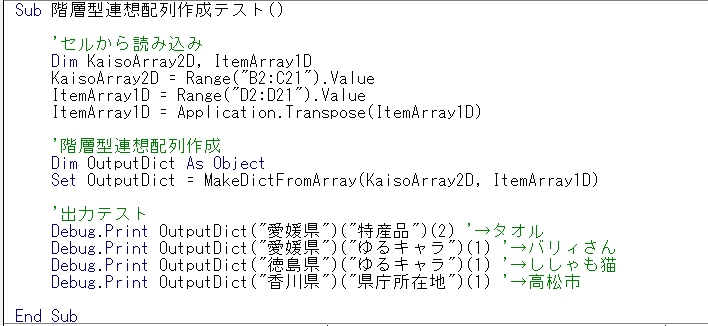 Sub 階層型連想配列作成テスト()
'セルから読み込み
Dim KaisoArray2D, ItemArray1D
KaisoArray2D = Range("B2:C21").Value
ItemArray1D = Range("D2:D21").Value
ItemArray1D = Application.Transpose(ItemArray1D)
'階層型連想配列作成
Dim OutputDict As Object
Set OutputDict = MakeDictFromArray(KaisoArray2D, ItemArray1D)
'出力テスト
Debug.Print OutputDict("愛媛県")("特産品")(2) '→タオル
Debug.Print OutputDict("愛媛県")("ゆるキャラ")(1) '→バリィさん
Debug.Print OutputDict("徳島県")("ゆるキャラ")(1) '→ししゃも猫
Debug.Print OutputDict("香川県")("県庁所在地")(1) '→高松市
End Sub